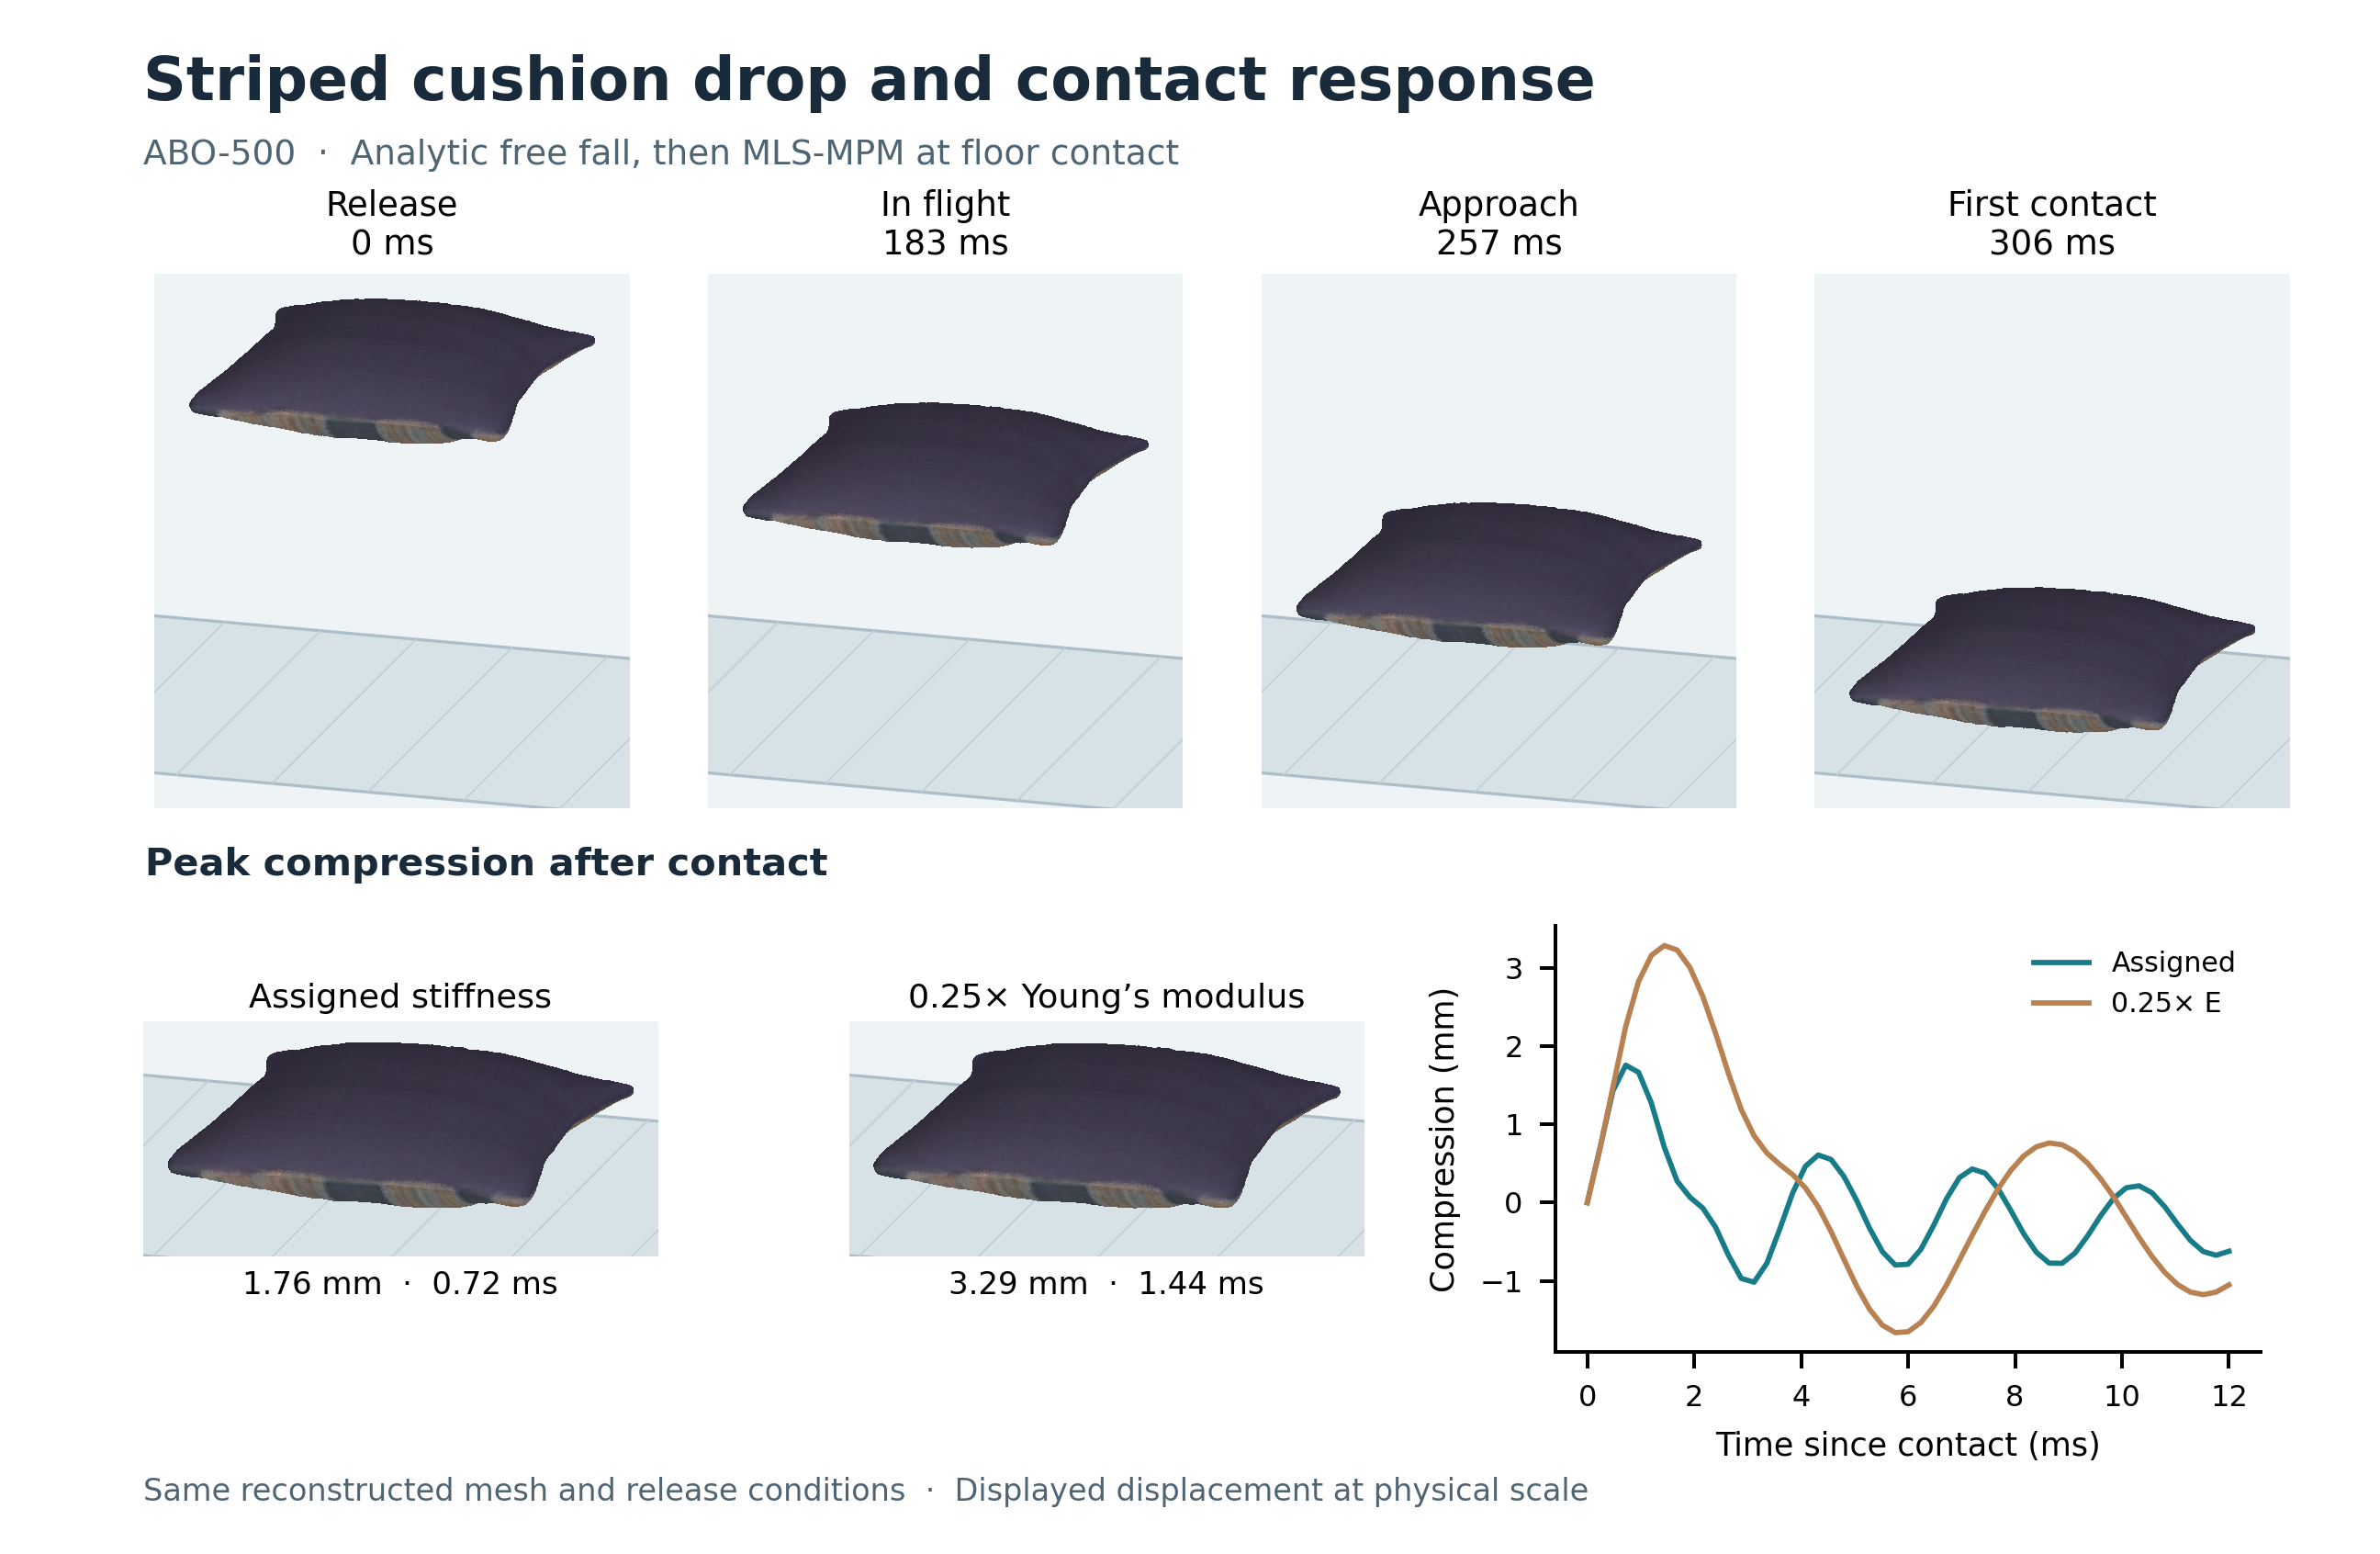 Striped cushion drop and contact response
ABO-500 · Analytic free fall, then MLS-MPM at floor contact
Release
0 ms
In flight
183 ms
Approach
257 ms
First contact
306 ms
Peak compression after contact
Assigned stiffness
1.76 mm · 0.72 ms
0.25× Young’s modulus
3.29 mm · 1.44 ms
Compression (mm)
3
2
1
0
−1
Assigned
0.25× E
0 2 4 6 8 10 12
Time since contact (ms)
Same reconstructed mesh and release conditions · Displayed displacement at physical scale